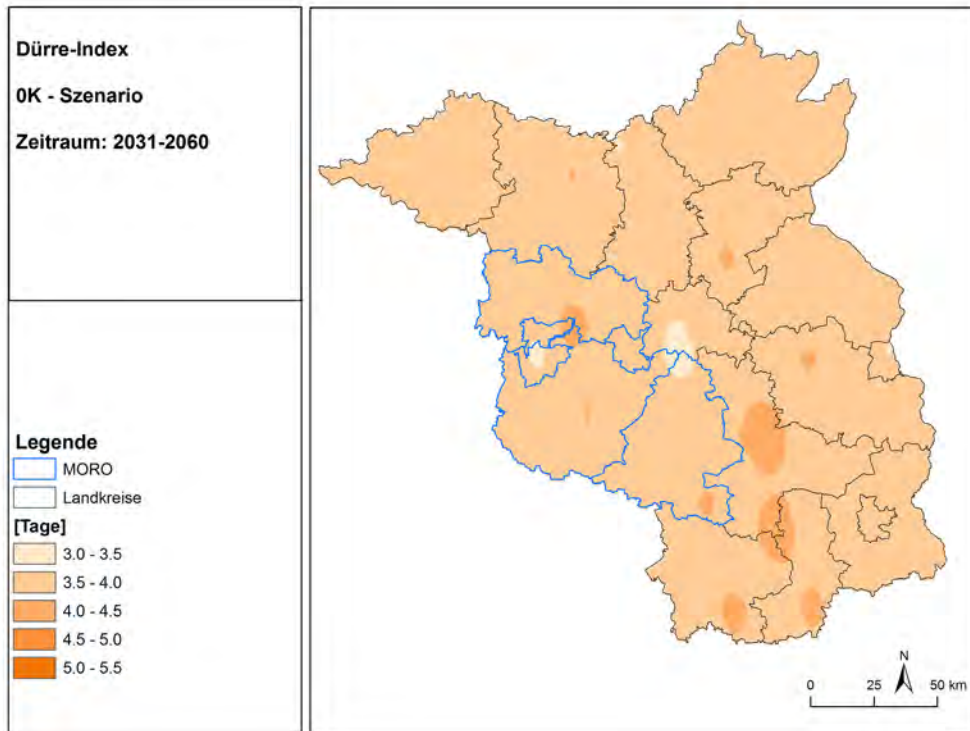 Dürre-Index
0K - Szenario
Zeitraum: 2031-2060
Legende
MORO
Landkreise
[Tage]
3.0 - 3.5
3.5 - 4.0
4.0 - 4.5
4.5 - 5.0
5.0 - 5.5
N
0 25 50 km